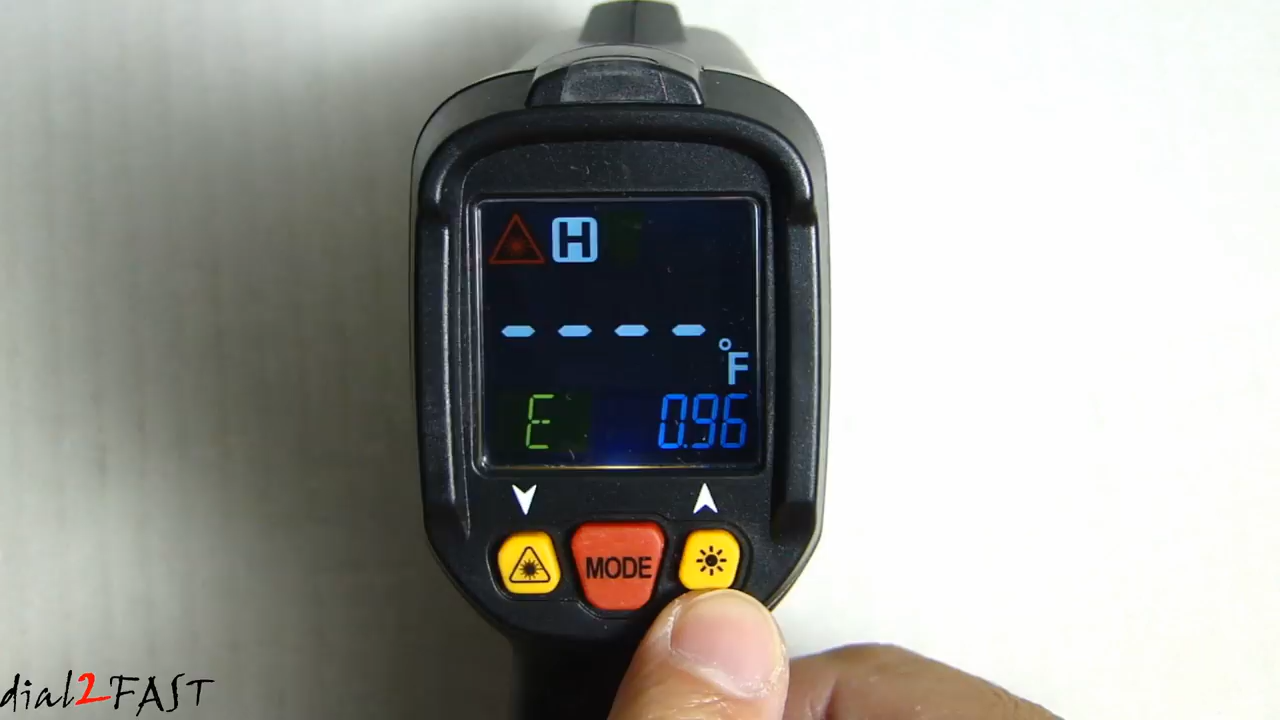 H
- - - -
°F
E 0.96
MODE
dial2FAST